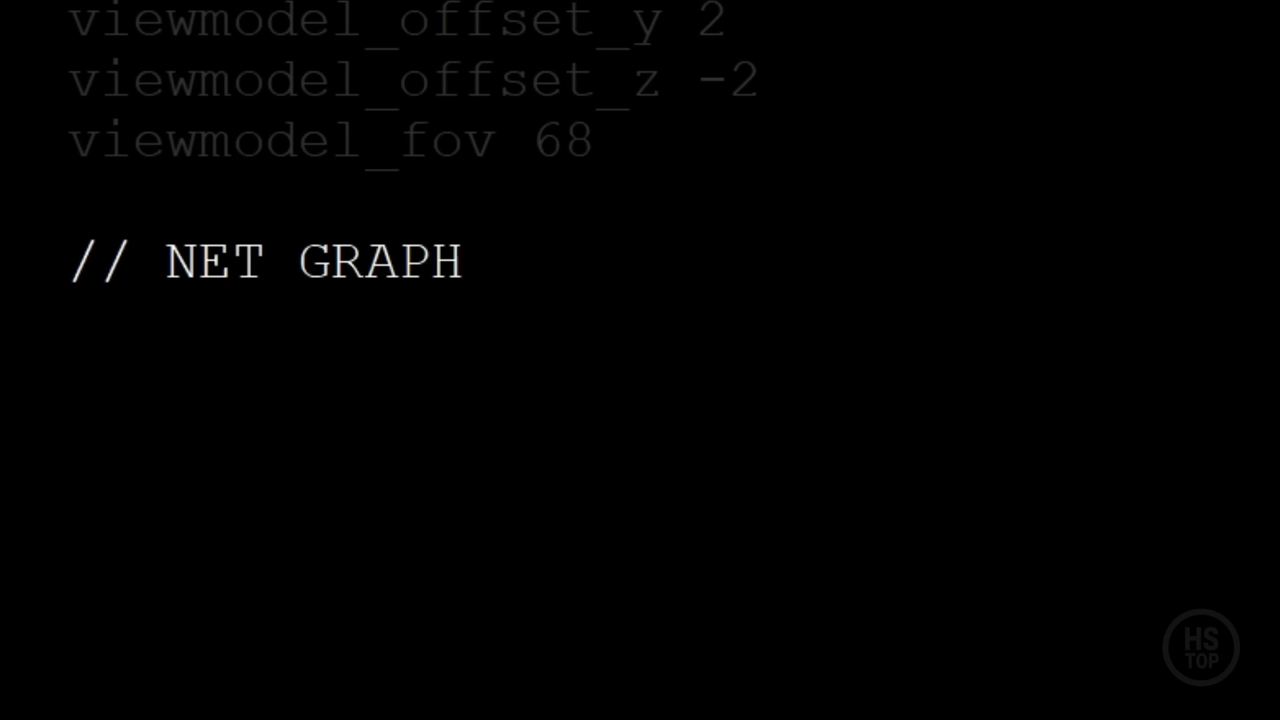 viewmodel_offset_y 2
viewmodel_offset_z -2
viewmodel_fov 68
// NET GRAPH
HS
TOP